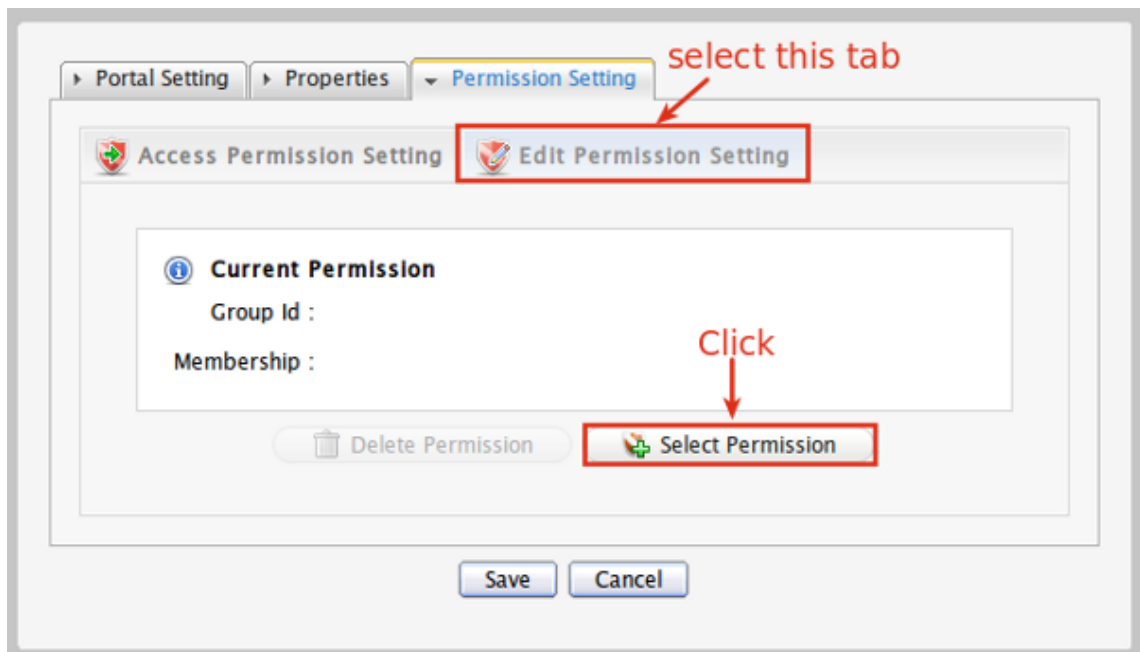 select this tab
Portal Setting
Properties
Permission Setting
Access Permission Setting
Edit Permission Setting
Current Permission
Group Id :
Click
Membership :
Delete Permission
Select Permission
Save
Cancel